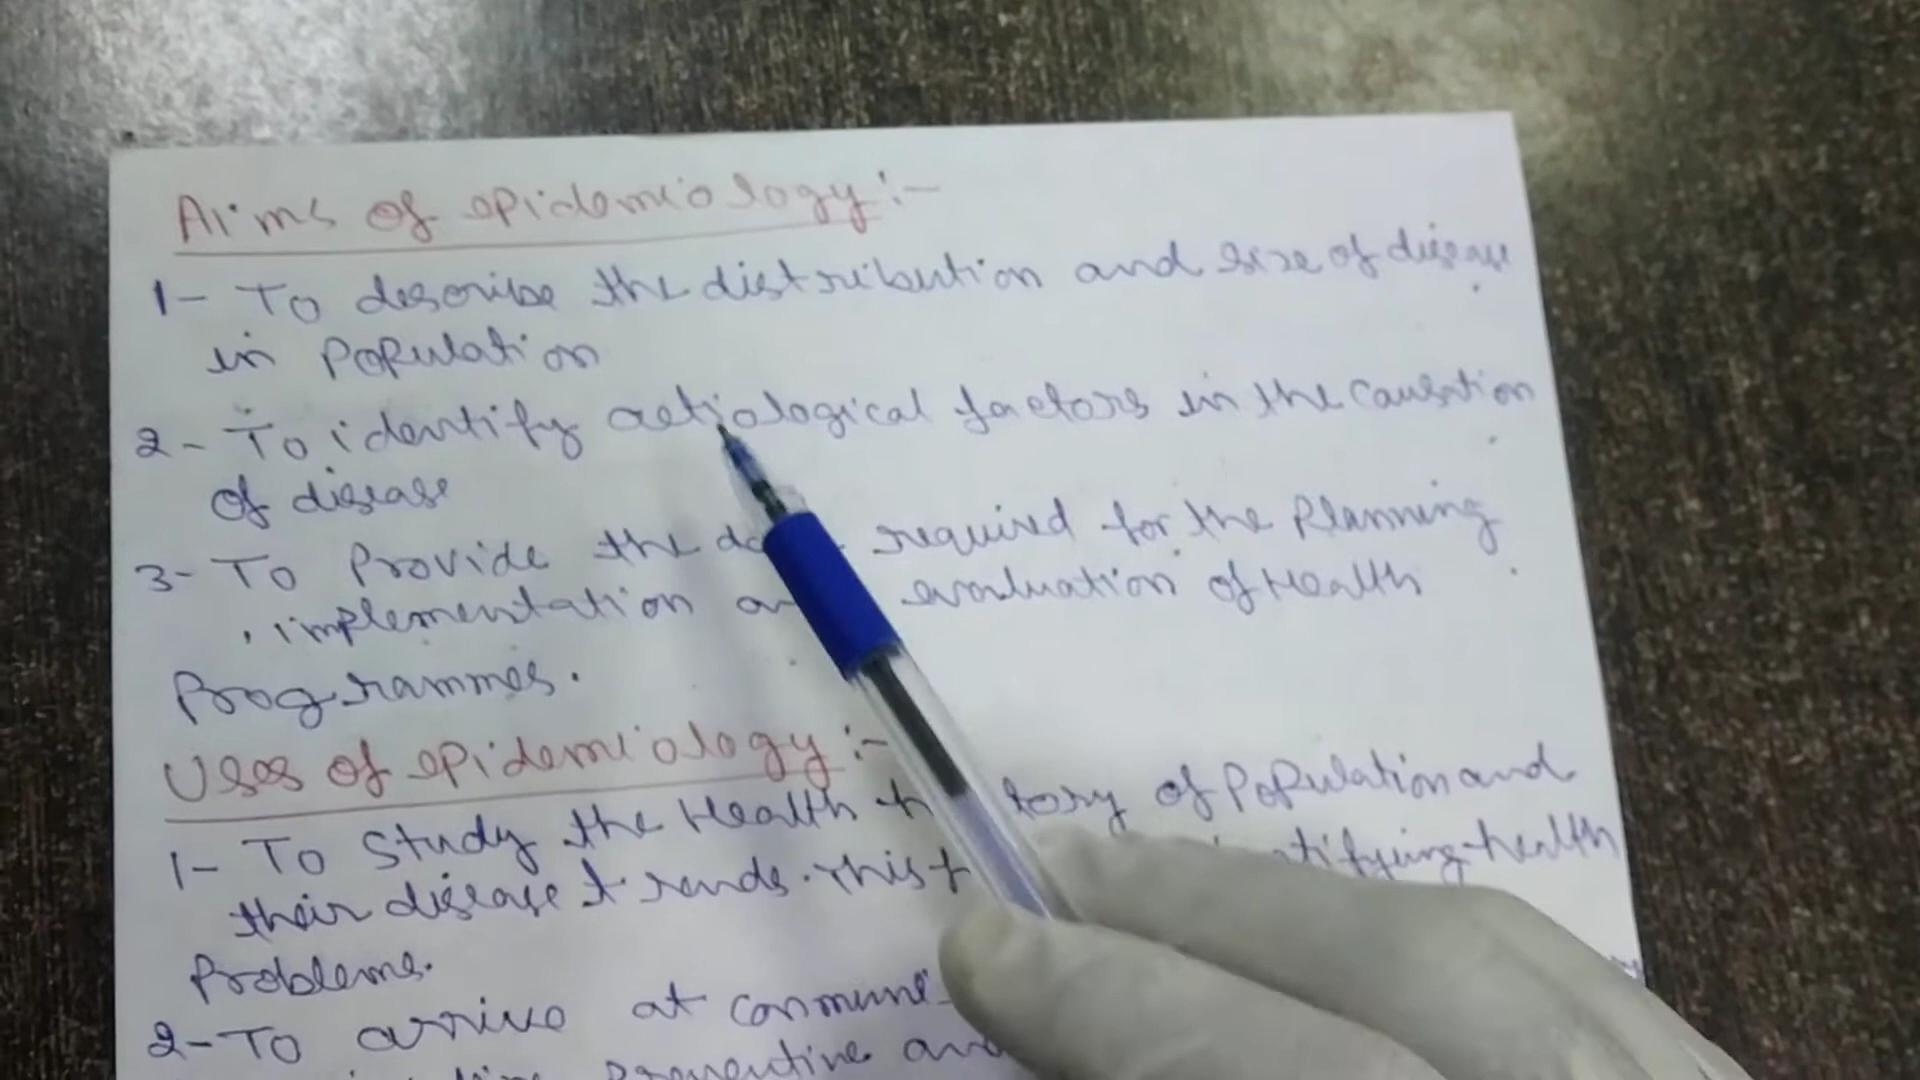 Aims of epidemiology :-
1- To describe the distribution and size of disease
in Population
2- To identify aetiological factors in the causation
of disease
3- To Provide the required for the Planning
, implementation evaluation of Health
Programmes.
Uses of epidemiology :-
1- To Study the Health of Population and
their disease trends. This health
Problems.
2- To arrive at
preventive and